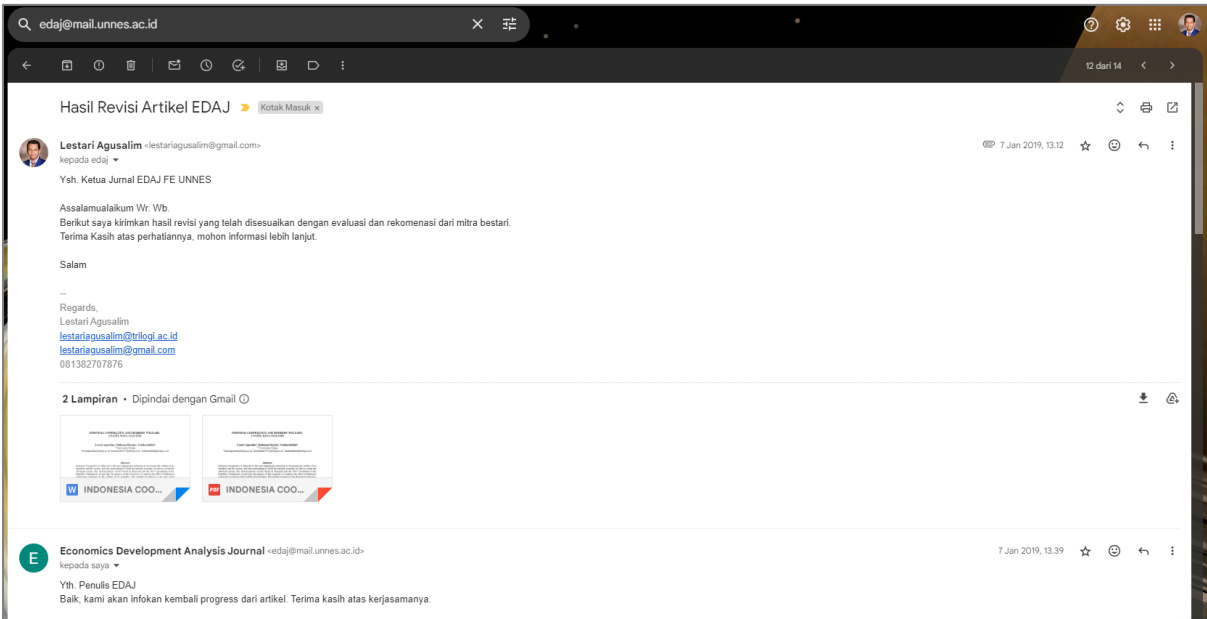 edaj@mail.unnes.ac.id
12 dari 14
Hasil Revisi Artikel EDAJ
Kotak Masuk ×
Lestari Agusalim <lestariagusalim@gmail.com>
7 Jan 2019, 13.12
kepada edaj
Ysh. Ketua Jurnal EDAJ FE UNNES
Assalamualaikum Wr. Wb.
Berikut saya kirimkan hasil revisi yang telah disesuaikan dengan evaluasi dan rekomenasi dari mitra bestari.
Terima Kasih atas perhatiannya, mohon informasi lebih lanjut.
Salam
--
Regards,
Lestari Agusalim
lestariagusalim@trilogi.ac.id
lestariagusalim@gmail.com
081382707876
2 Lampiran • Dipindai dengan Gmail
W INDONESIA COO...
PDF INDONESIA COO...
E
Economics Development Analysis Journal <edaj@mail.unnes.ac.id>
7 Jan 2019, 13.39
kepada saya
Yth. Penulis EDAJ
Baik, kami akan infokan kembali progress dari artikel. Terima kasih atas kerjasamanya.